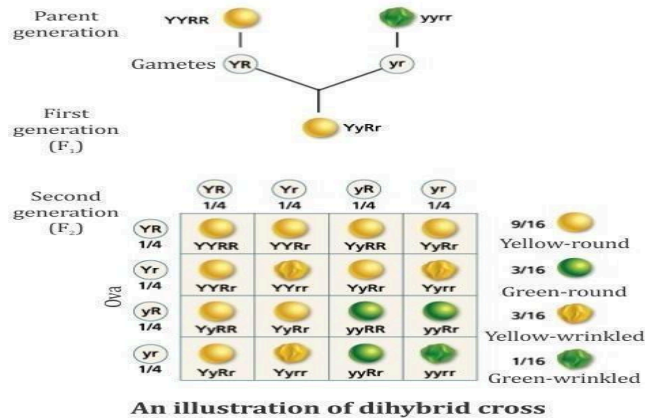 Parent
generation
YYRR
yyrr
Gametes
YR
yr
First
generation
(F₁)
YyRr
Second
generation
(F₂)
YR Yr yR yr
1/4 1/4 1/4 1/4
Ova
YR
1/4
YYRR YYRr YyRR YyRr
Yr
1/4
YYRr YYrr YyRr Yyrr
yR
1/4
YyRR YyRr yyRR yyRr
yr
1/4
YyRr Yyrr yyRr yyrr
9/16
Yellow-round
3/16
Green-round
3/16
Yellow-wrinkled
1/16
Green-wrinkled
An illustration of dihybrid cross